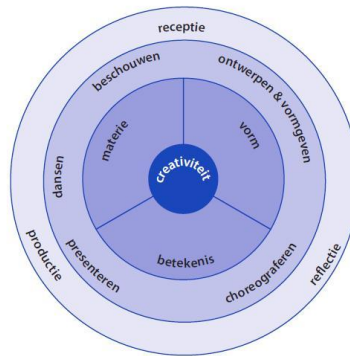 receptie
beschouwen
ontwerpen & vormgeven
materie
vorm
creativiteit
dansen
betekenis
productie
presenteren
choreograferen
reflectie